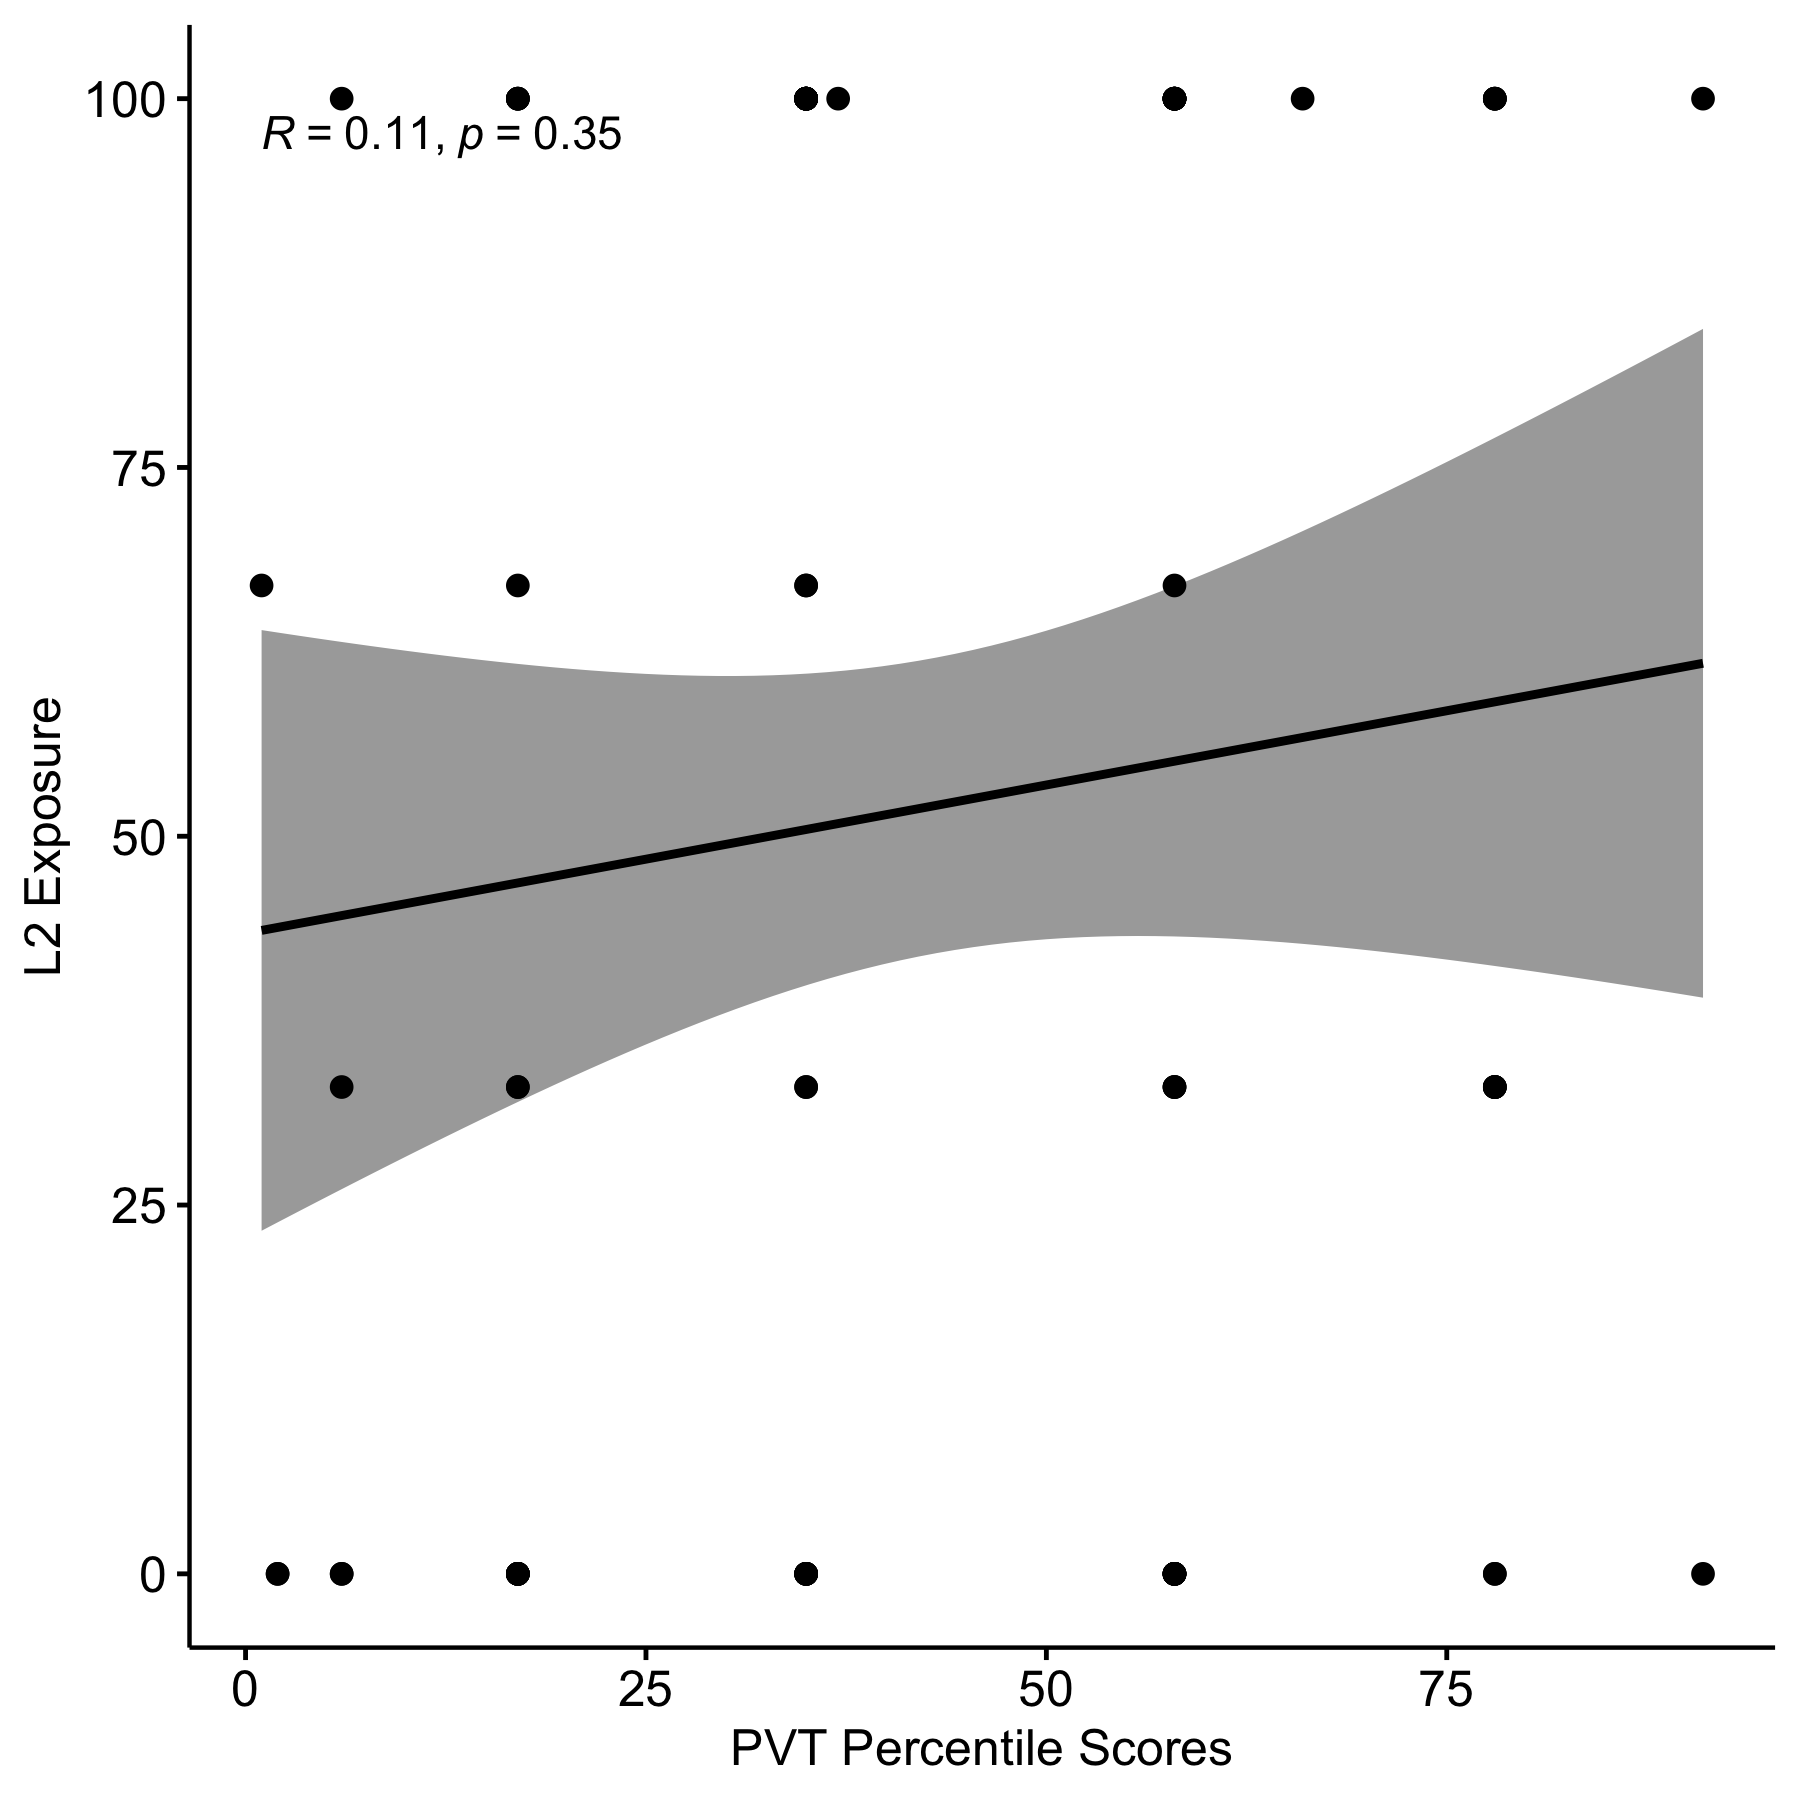 100
R = 0.11, p = 0.35
75
50
25
0
L2 Exposure
0 25 50 75
PVT Percentile Scores